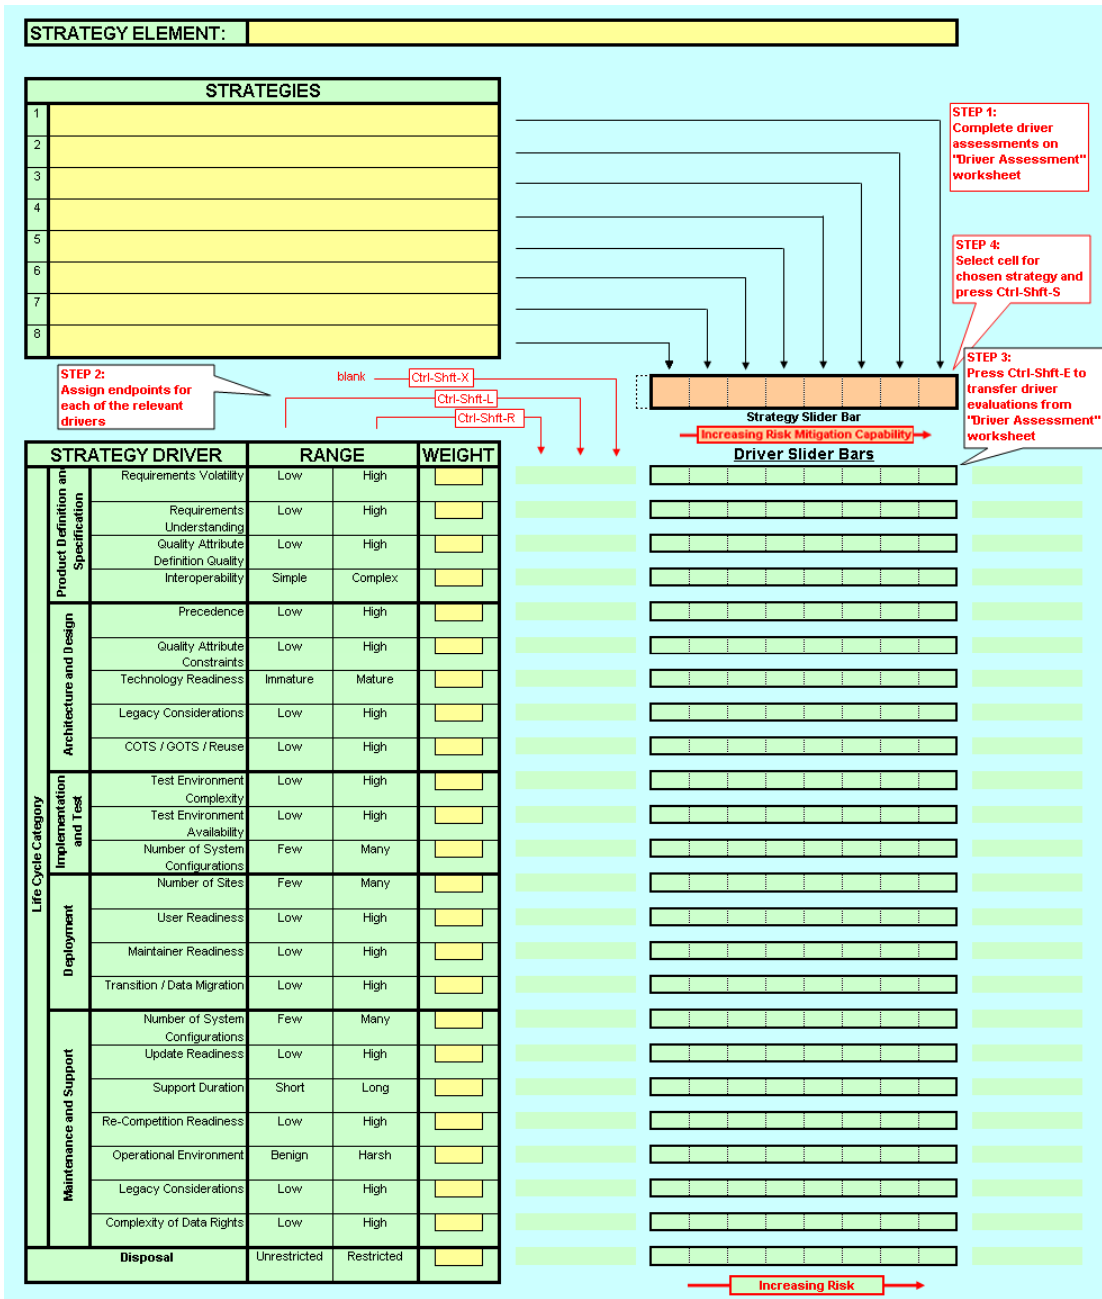 STRATEGY ELEMENT:
STRATEGIES
1
2
3
4
5
6
7
8
STEP 1:
Complete driver
assessments on
"Driver Assessment"
worksheet
STEP 4:
Select cell for
chosen strategy and
press Ctrl-Shft-S
STEP 3:
Press Ctrl-Shft-E to
transfer driver
evaluations from
"Driver Assessment"
worksheet
STEP 2:
Assign endpoints for
each of the relevant
drivers
blank
Ctrl-Shft-X
Ctrl-Shft-L
Ctrl-Shft-R
Strategy Slider Bar
Increasing Risk Mitigation Capability
STRATEGY DRIVER RANGE WEIGHT
Driver Slider Bars
Life Cycle Category
Product Definition an
Specification
Requirements Volatility Low High
Requirements Low High
Understanding
Quality Attribute Low High
Definition Quality
Interoperability Simple Complex
Architecture and Design
Precedence Low High
Quality Attribute Low High
Constraints
Technology Readiness Immature Mature
Legacy Considerations Low High
COTS / GOTS / Reuse Low High
Implementation
and Test
Test Environment Low High
Complexity
Test Environment Low High
Availability
Number of System Few Many
Configurations
Deployment
Number of Sites Few Many
User Readiness Low High
Maintainer Readiness Low High
Transition / Data Migration Low High
Maintenance and Support
Number of System Few Many
Configurations
Update Readiness Low High
Support Duration Short Long
Re-Competition Readiness Low High
Operational Environment Benign Harsh
Legacy Considerations Low High
Complexity of Data Rights Low High
Disposal Unrestricted Restricted
Increasing Risk